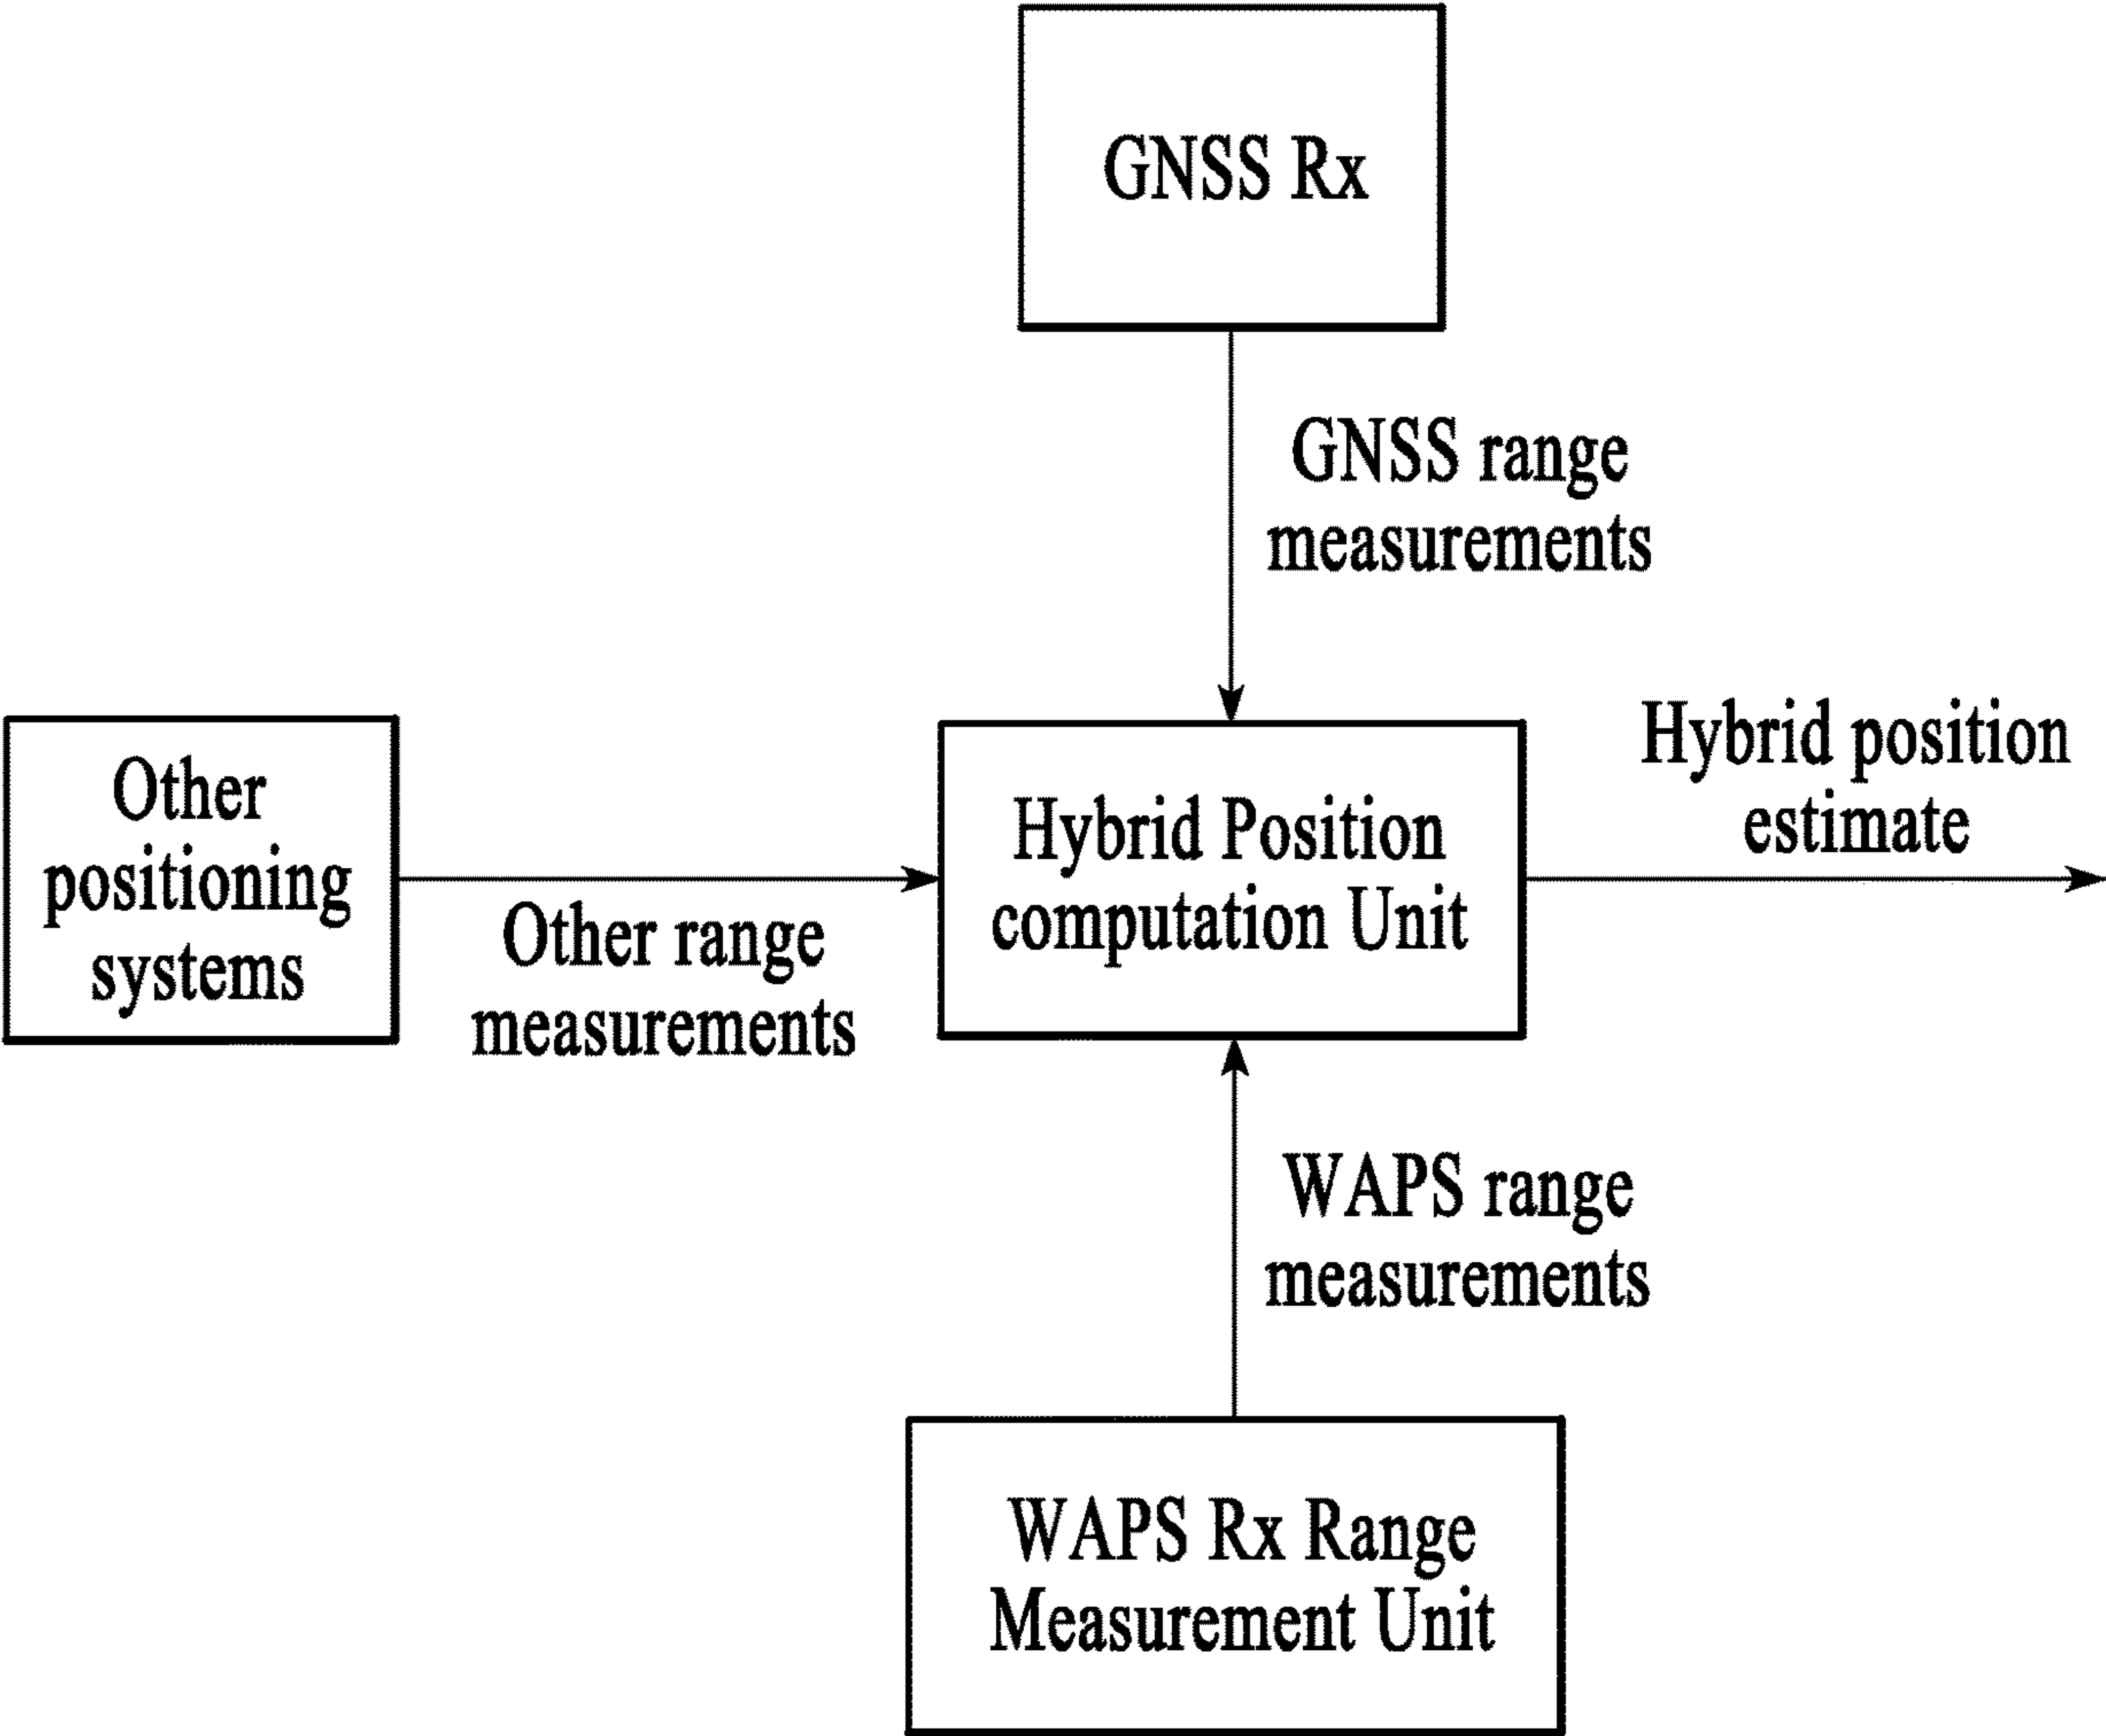 GNSS Rx
GNSS range
measurements
Other
positioning
systems
Other range
measurements
Hybrid Position
computation Unit
Hybrid position
estimate
WAPS range
measurements
WAPS Rx Range
Measurement Unit